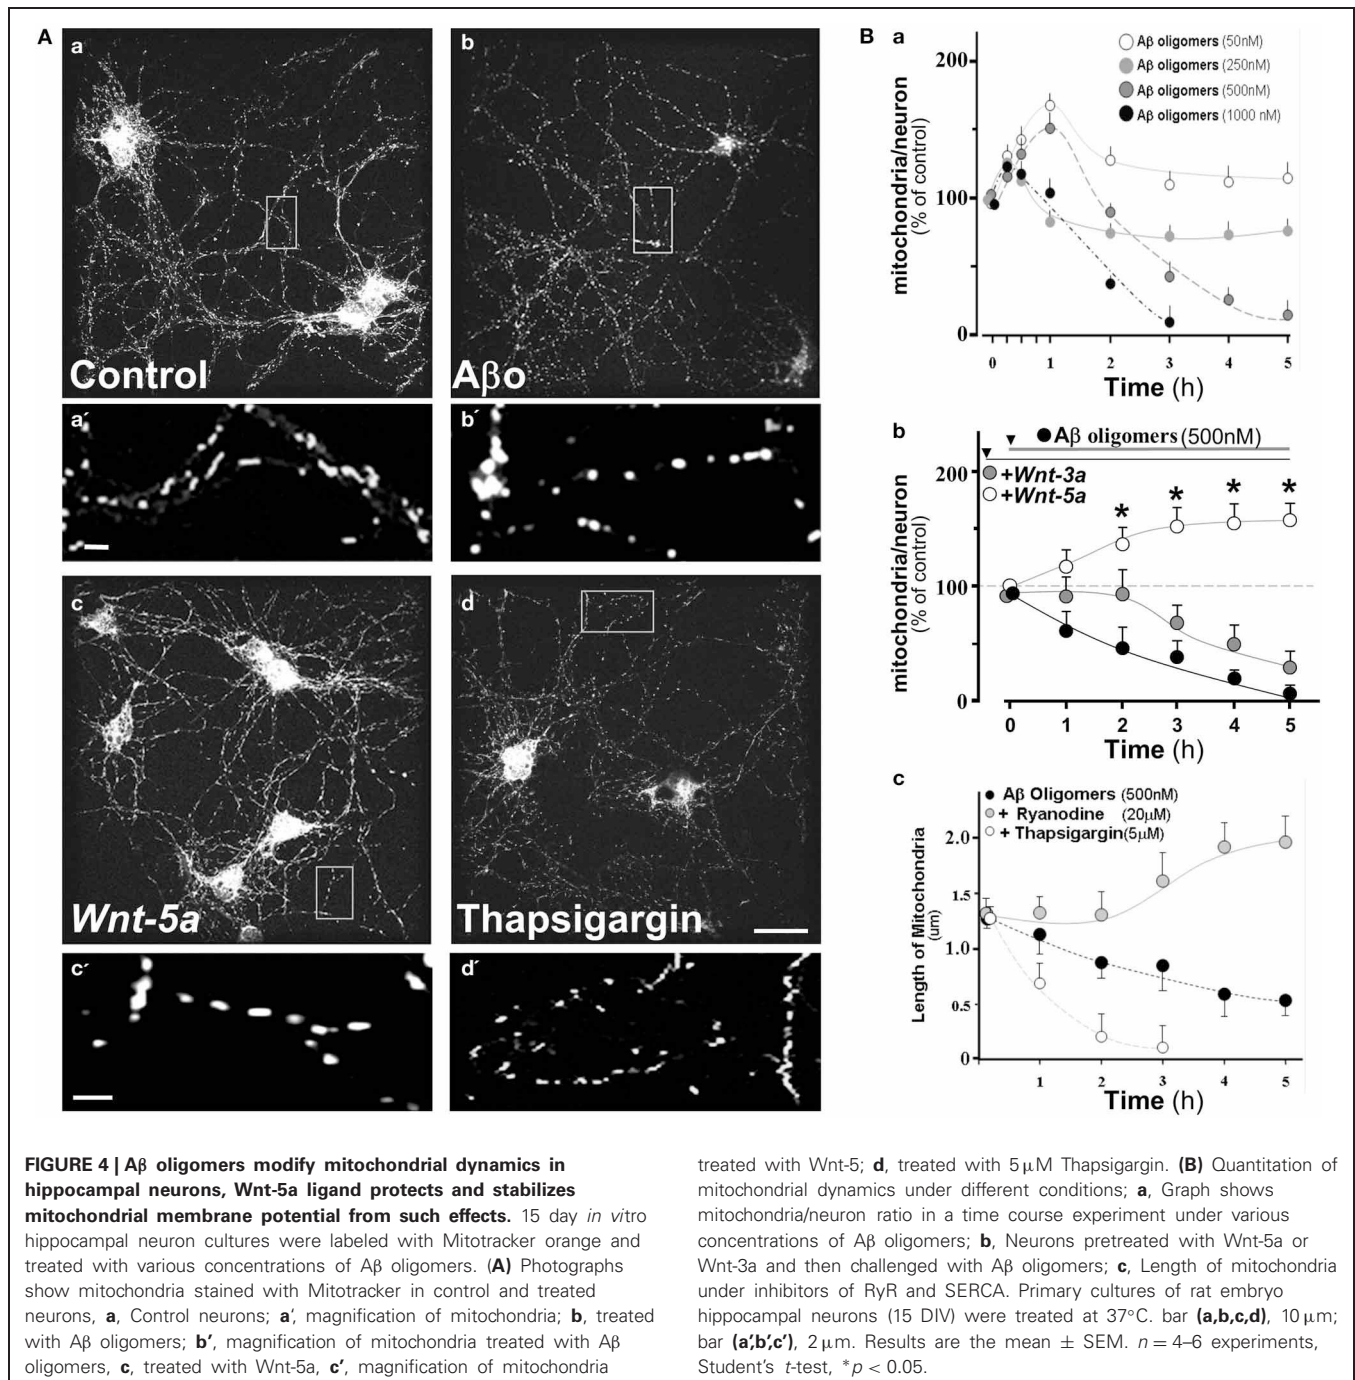 A
a
b
Control
Aβo
a´
b´
c
d
Wnt-5a
Thapsigargin
c´
d´
B a
200
100
0
mitochondria/neuron
(% of control)
Aβ oligomers (50nM)
Aβ oligomers (250nM)
Aβ oligomers (500nM)
Aβ oligomers (1000 nM)
0 1 2 3 4 5
Time (h)
b
Aβ oligomers (500nM)
+Wnt-3a
+Wnt-5a
200
100
0
* * * *
mitochondria/neuron
(% of control)
0 1 2 3 4 5
Time (h)
c
Aβ Oligomers (500nM)
+ Ryanodine (20μM)
+ Thapsigargin(5μM)
2.0
1.5
1.0
0.5
0
Length of Mitochondria
(um)
1 2 3 4 5
Time (h)
FIGURE 4 | Aβ oligomers modify mitochondrial dynamics in
hippocampal neurons, Wnt-5a ligand protects and stabilizes
mitochondrial membrane potential from such effects. 15 day in vitro
hippocampal neuron cultures were labeled with Mitotracker orange and
treated with various concentrations of Aβ oligomers. (A) Photographs
show mitochondria stained with Mitotracker in control and treated
neurons, a, Control neurons; a‘, magnification of mitochondria; b, treated
with Aβ oligomers; b′, magnification of mitochondria treated with Aβ
oligomers, c, treated with Wnt-5a, c′, magnification of mitochondria
treated with Wnt-5; d, treated with 5 μM Thapsigargin. (B) Quantitation of
mitochondrial dynamics under different conditions; a, Graph shows
mitochondria/neuron ratio in a time course experiment under various
concentrations of Aβ oligomers; b, Neurons pretreated with Wnt-5a or
Wnt-3a and then challenged with Aβ oligomers; c, Length of mitochondria
under inhibitors of RyR and SERCA. Primary cultures of rat embryo
hippocampal neurons (15 DIV) were treated at 37°C. bar (a,b,c,d), 10 μm;
bar (a′,b′,c′), 2 μm. Results are the mean ± SEM. n = 4–6 experiments,
Student's t-test, *p < 0.05.